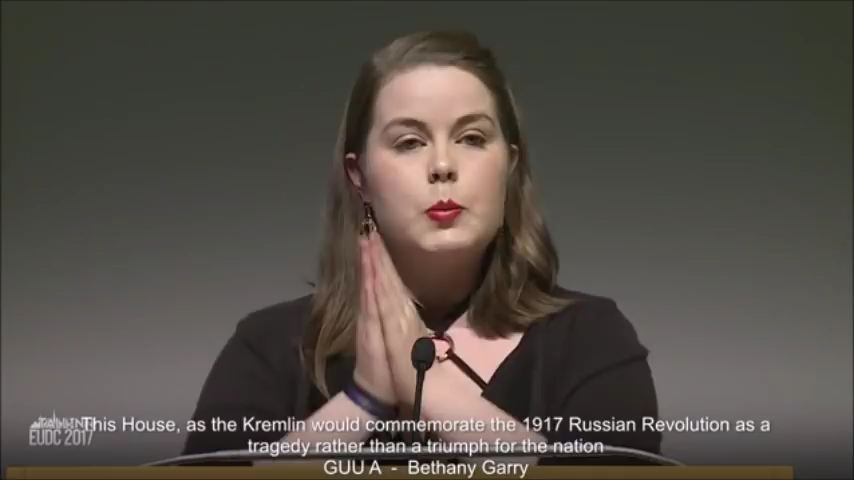 This House, as the Kremlin would commemorate the 1917 Russian Revolution as a
tragedy rather than a triumph for the nation
EUDC 2017
GUU A - Bethany Garry